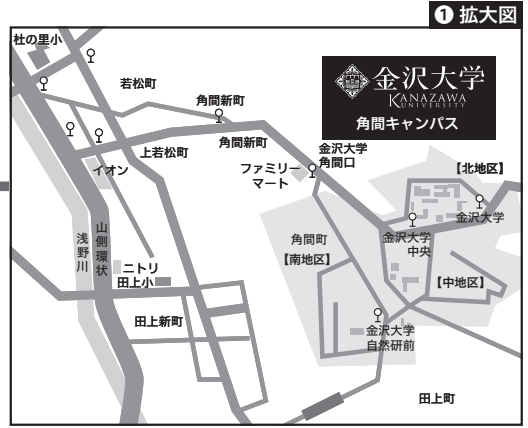 ❶ 拡大図
杜の里小
若松町
金沢大学
KANAZAWA
UNIVERSITY
角間キャンパス
角間新町
角間新町
上若松町
イオン
ファミリー
マート
金沢大学
角間口
【北地区】
金沢大学
金沢大学
中央
角間町
【南地区】
【中地区】
浅野川
山側環状
ニトリ
田上小
田上新町
金沢大学
自然研前
田上町